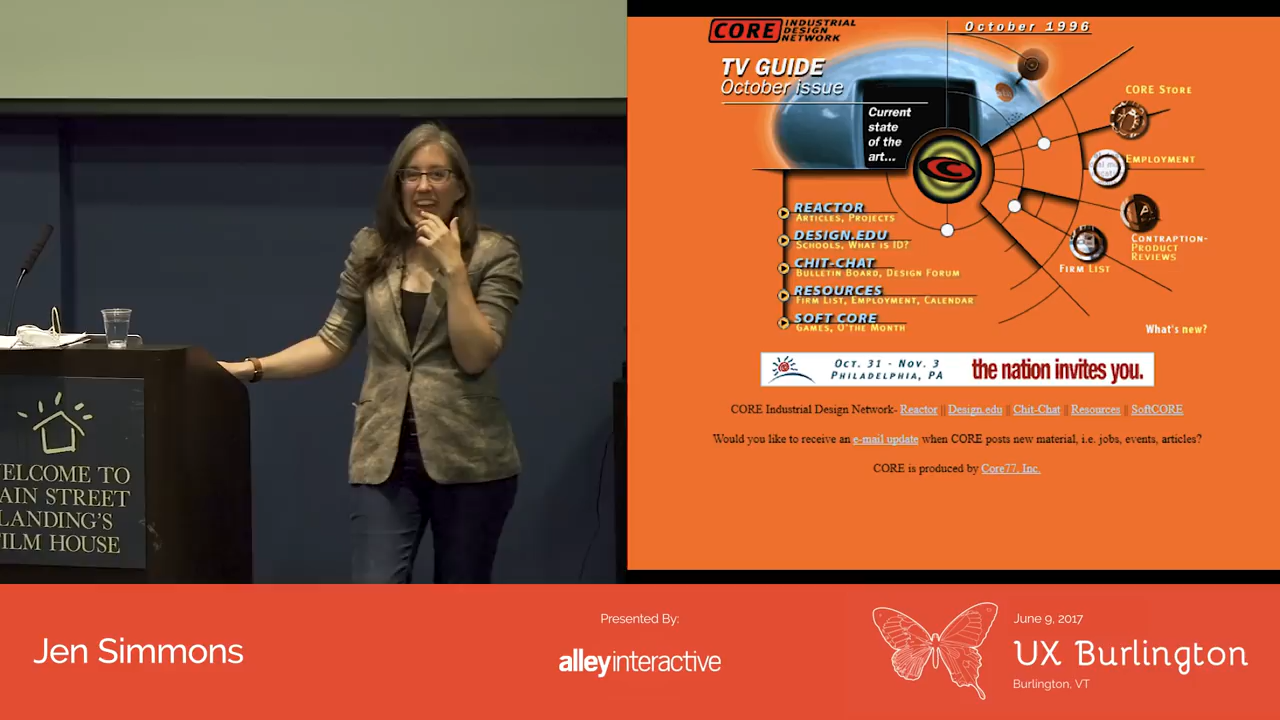 CORE INDUSTRIAL
DESIGN
NETWORK
October 1996
TV GUIDE
October issue
Current
state
of the
art...
CORE STORE
EMPLOYMENT
CONTRAPTION-
PRODUCT
REVIEWS
FIRM LIST
REACTOR
ARTICLES, PROJECTS
DESIGN.EDU
SCHOOLS, WHAT IS ID?
CHIT-CHAT
BULLETIN BOARD, DESIGN FORUM
RESOURCES
FIRM LIST, EMPLOYMENT, CALENDAR
SOFT CORE
GAMES, O'THE MONTH
What's new?
OCT. 31 - NOV. 3
PHILADELPHIA, PA
the nation invites you.
CORE Industrial Design Network- Reactor || Design.edu || Chit-Chat || Resources || SoftCORE
Would you like to receive an e-mail update when CORE posts new material, i.e. jobs, events, articles?
CORE is produced by Core77, Inc.
ELCOME TO
AIN STREET
LANDING'S
ILM HOUSE
Jen Simmons
Presented By:
alleyinteractive
June 9, 2017
UX Burlington
Burlington, VT